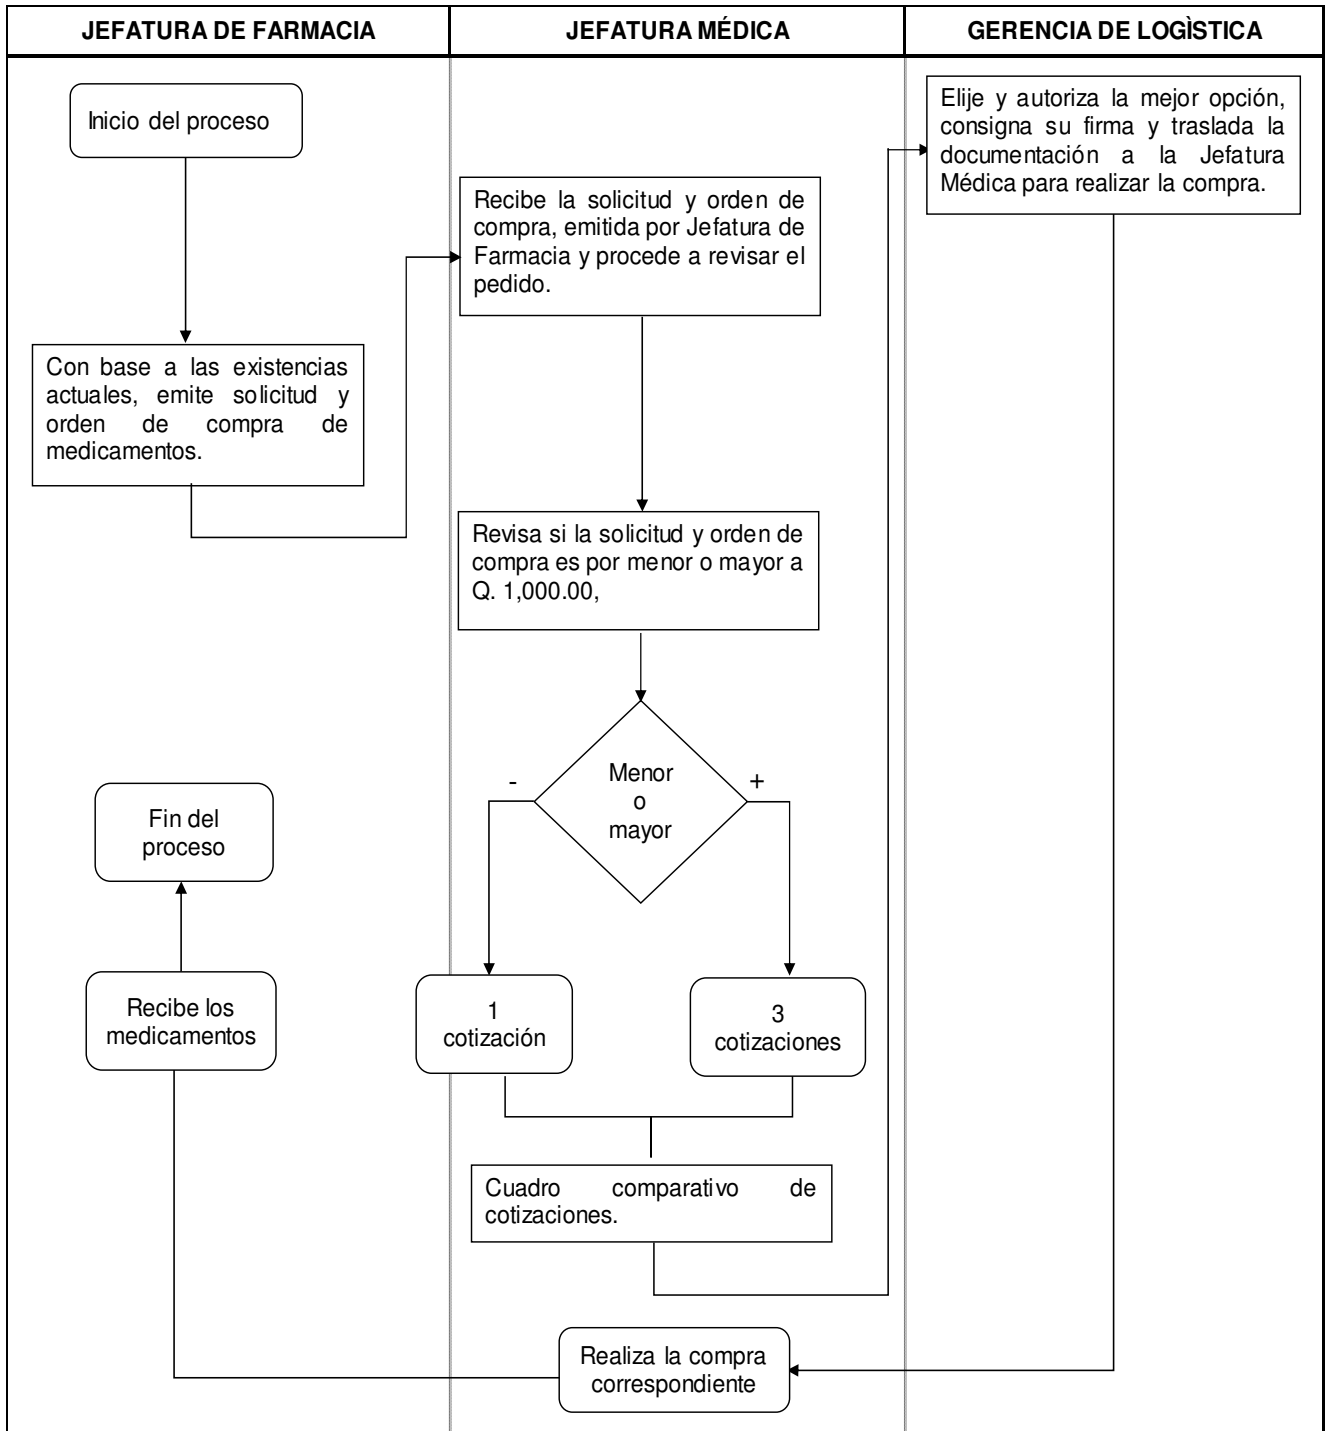 JEFATURA DE FARMACIA
JEFATURA MÉDICA
GERENCIA DE LOGÌSTICA
Inicio del proceso
Con base a las existencias
actuales, emite solicitud y
orden de compra de
medicamentos.
Recibe la solicitud y orden de
compra, emitida por Jefatura de
Farmacia y procede a revisar el
pedido.
Revisa si la solicitud y orden de
compra es por menor o mayor a
Q. 1,000.00,
Menor
o
mayor
-
+
1
cotización
3
cotizaciones
Cuadro comparativo de
cotizaciones.
Elije y autoriza la mejor opción,
consigna su firma y traslada la
documentación a la Jefatura
Médica para realizar la compra.
Realiza la compra
correspondiente
Recibe los
medicamentos
Fin del
proceso